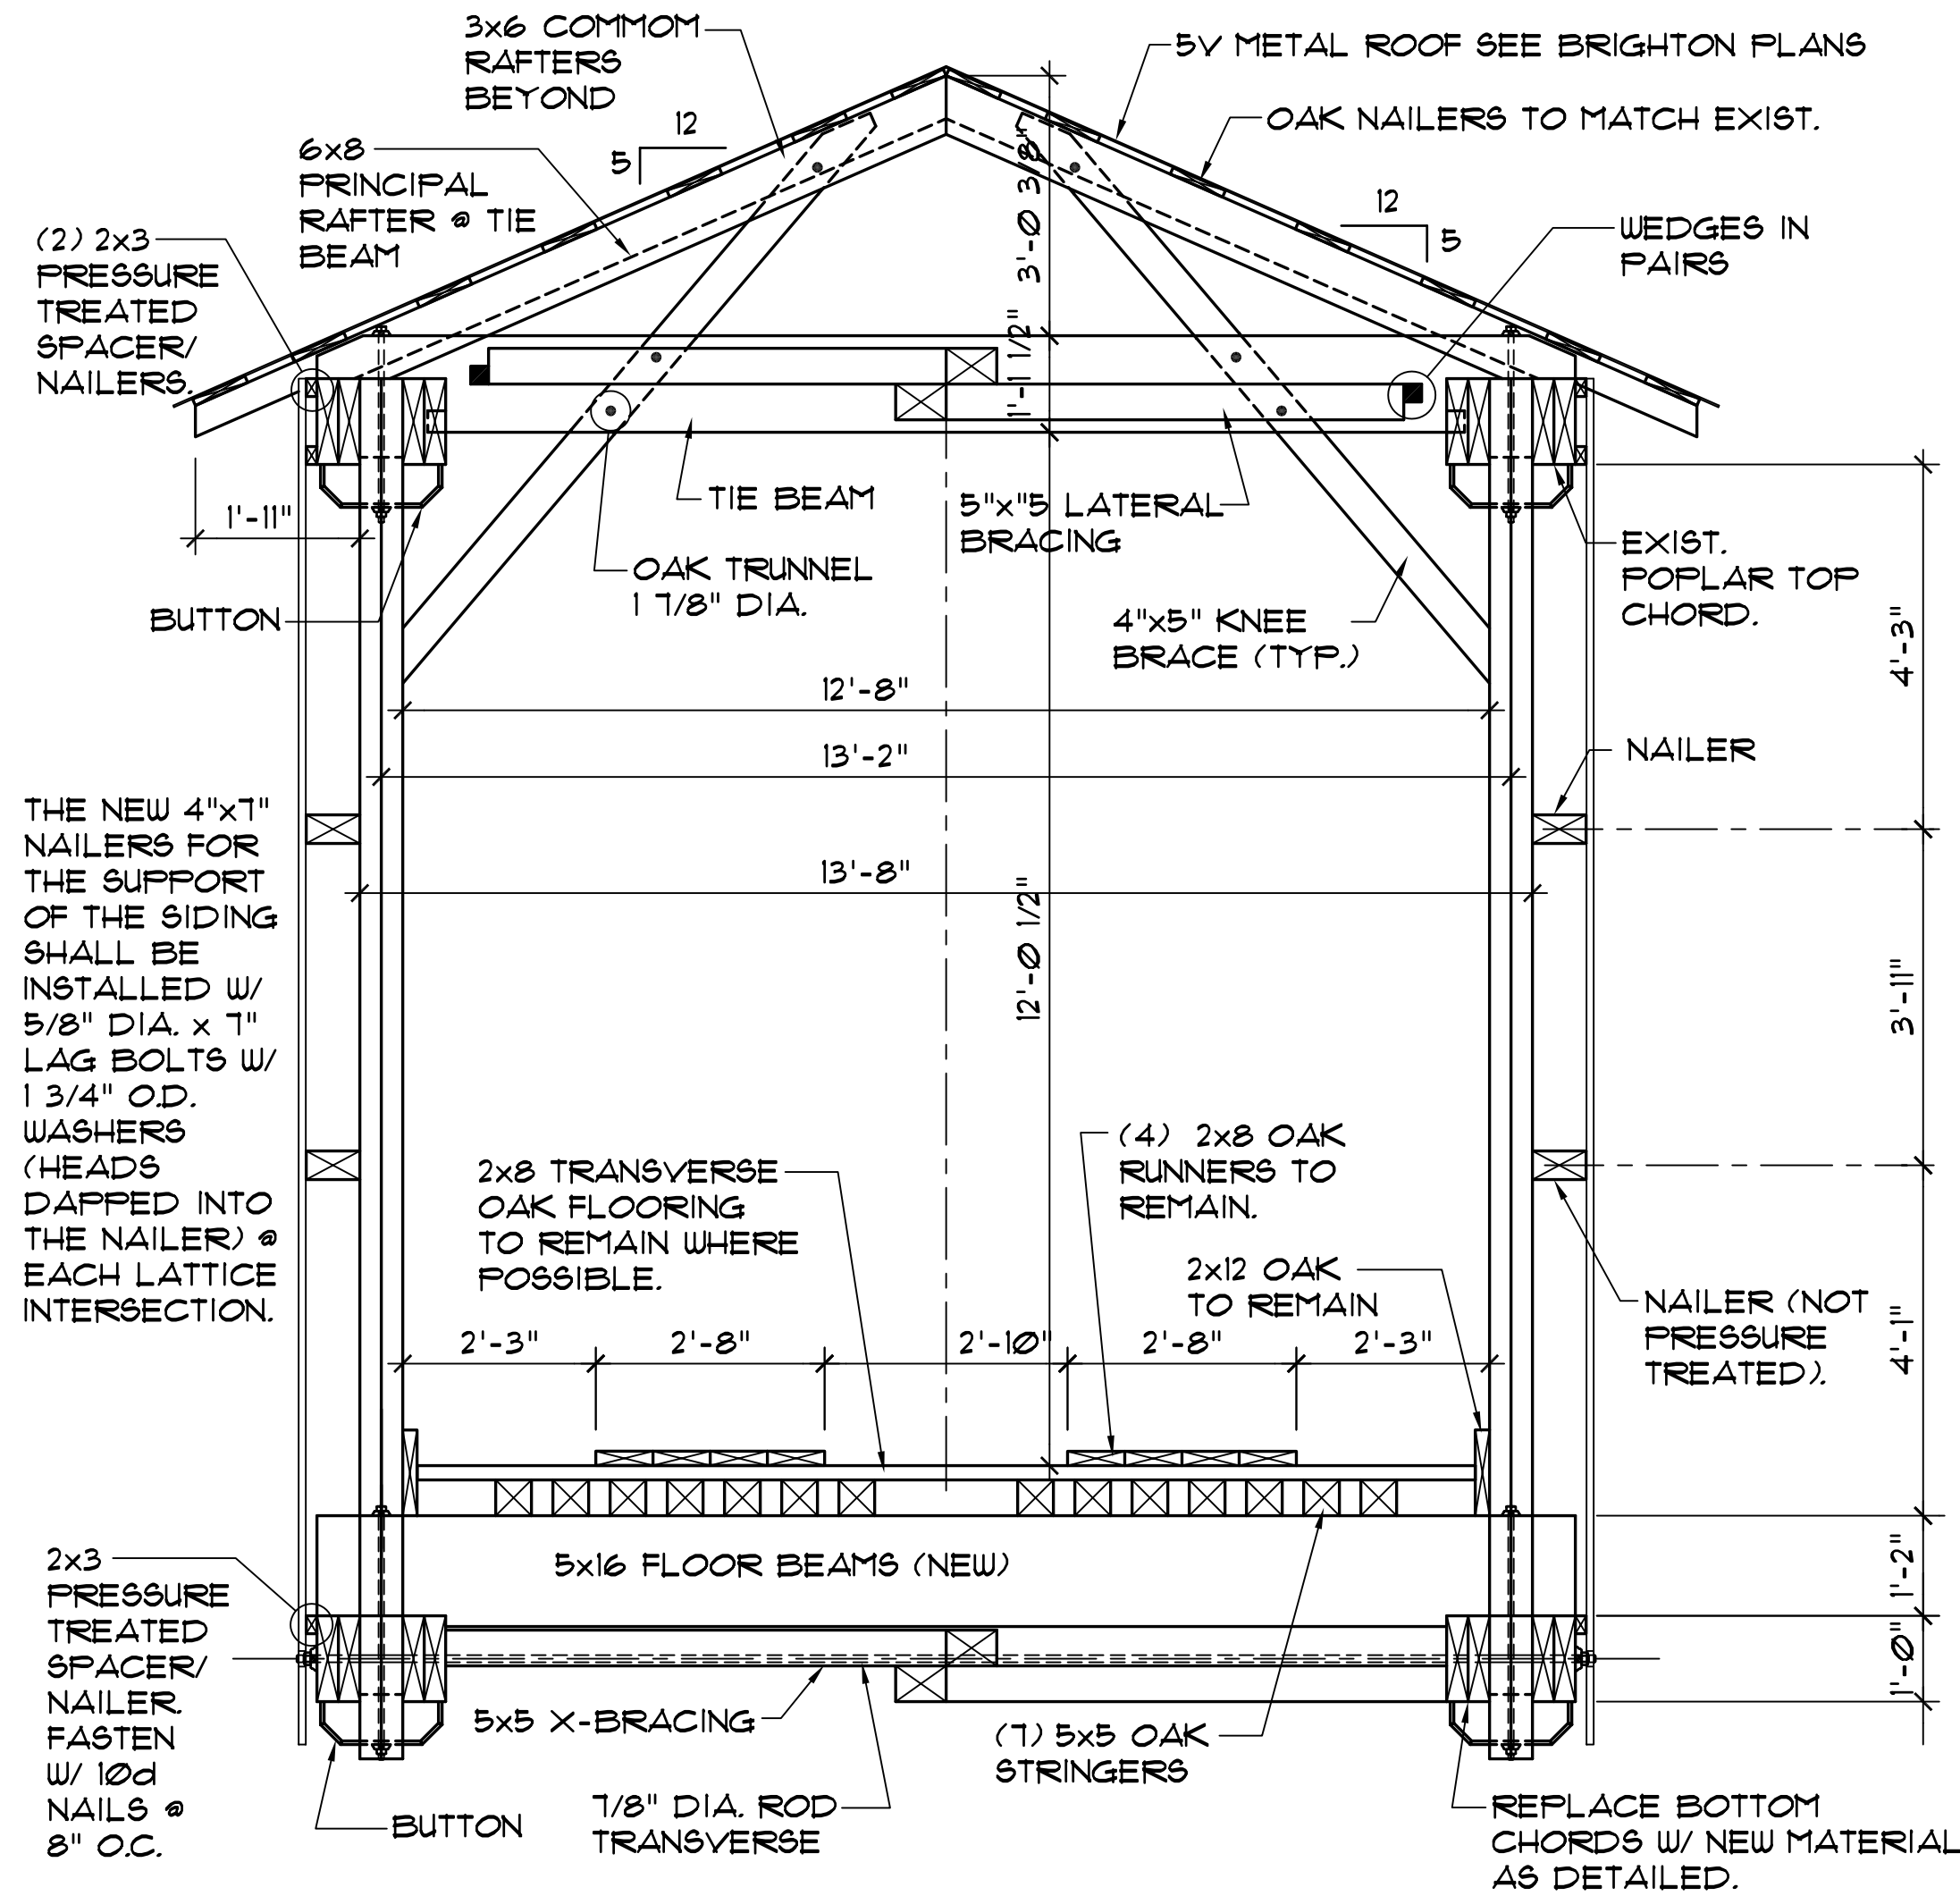 3x6 COMMOM
RAFTERS
BEYOND
5V METAL ROOF SEE BRIGHTON PLANS
OAK NAILERS TO MATCH EXIST.
12
5
6x8
PRINCIPAL
RAFTER @ TIE
BEAM
12
5
WEDGES IN
PAIRS
(2) 2x3
PRESSURE
TREATED
SPACER/
NAILERS.
3'-Ø 3/8"
1'-11 1/2"
1'-11"
TIE BEAM
5"x"5 LATERAL
BRACING
EXIST.
POPLAR TOP
CHORD.
OAK TRUNNEL
1 7/8" DIA.
BUTTON
4"x5" KNEE
BRACE (TYP.)
4'-3"
12'-8"
13'-2"
NAILER
13'-8"
12'-Ø 1/2"
3'-11"
THE NEW 4"x7"
NAILERS FOR
THE SUPPORT
OF THE SIDING
SHALL BE
INSTALLED W/
5/8" DIA. x 7"
LAG BOLTS W/
1 3/4" O.D.
WASHERS
(HEADS
DAPPED INTO
THE NAILER) @
EACH LATTICE
INTERSECTION.
2x8 TRANSVERSE
OAK FLOORING
TO REMAIN WHERE
POSSIBLE.
(4) 2x8 OAK
RUNNERS TO
REMAIN.
2x12 OAK
TO REMAIN
NAILER (NOT
PRESSURE
TREATED).
4'-1"
2'-3"
2'-8"
2'-1Ø"
2'-8"
2'-3"
5x16 FLOOR BEAMS (NEW)
1'-2"
1'-Ø"
2x3
PRESSURE
TREATED
SPACER/
NAILER.
FASTEN
W/ 1Ød
NAILS @
8" O.C.
5x5 X-BRACING
(7) 5x5 OAK
STRINGERS
BUTTON
7/8" DIA. ROD
TRANSVERSE
REPLACE BOTTOM
CHORDS W/ NEW MATERIAL
AS DETAILED.